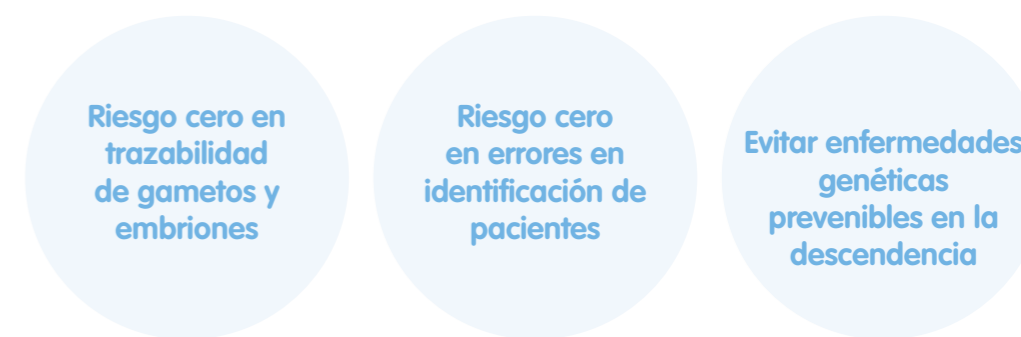 Riesgo cero en
trazabilidad
de gametos y
embriones
Riesgo cero
en errores en
identificación de
pacientes
Evitar enfermedades
genéticas
prevenibles en la
descendencia